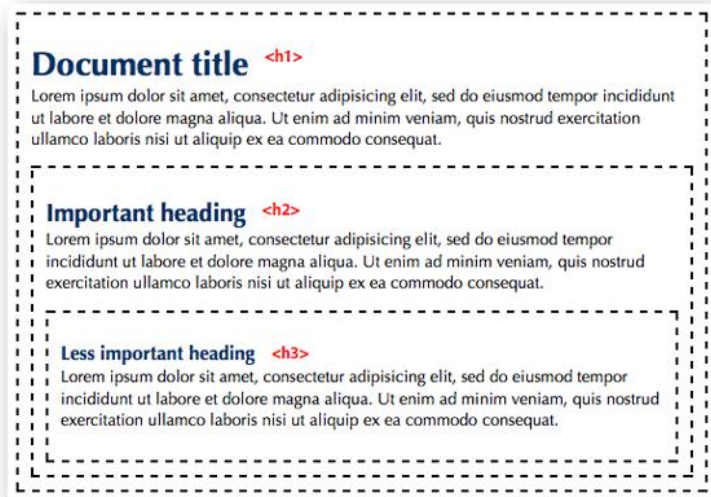 Document title <h1>
Lorem ipsum dolor sit amet, consectetur adipisicing elit, sed do eiusmod tempor incididunt
ut labore et dolore magna aliqua. Ut enim ad minim veniam, quis nostrud exercitation
ullamco laboris nisi ut aliquip ex ea commodo consequat.
Important heading <h2>
Lorem ipsum dolor sit amet, consectetur adipisicing elit, sed do eiusmod tempor
incididunt ut labore et dolore magna aliqua. Ut enim ad minim veniam, quis nostrud
exercitation ullamco laboris nisi ut aliquip ex ea commodo consequat.
Less important heading <h3>
Lorem ipsum dolor sit amet, consectetur adipisicing elit, sed do eiusmod tempor
incididunt ut labore et dolore magna aliqua. Ut enim ad minim veniam, quis nostrud
exercitation ullamco laboris nisi ut aliquip ex ea commodo consequat.